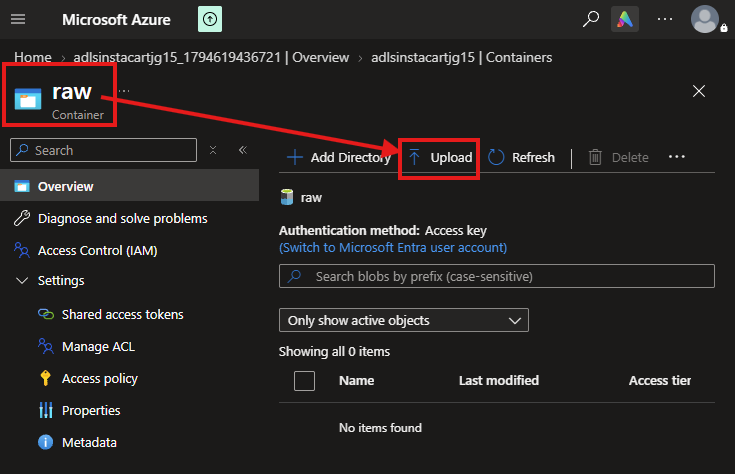 Microsoft Azure
Home > adlsinstacartjg15_1794619436721 | Overview > adlsinstacartjg15 | Containers
raw
Container
Search
Overview
Diagnose and solve problems
Access Control (IAM)
Settings
Shared access tokens
Manage ACL
Access policy
Properties
Metadata
Add Directory
Upload
Refresh
Delete
raw
Authentication method: Access key
(Switch to Microsoft Entra user account)
Search blobs by prefix (case-sensitive)
Only show active objects
Showing all 0 items
Name Last modified Access tier
No items found